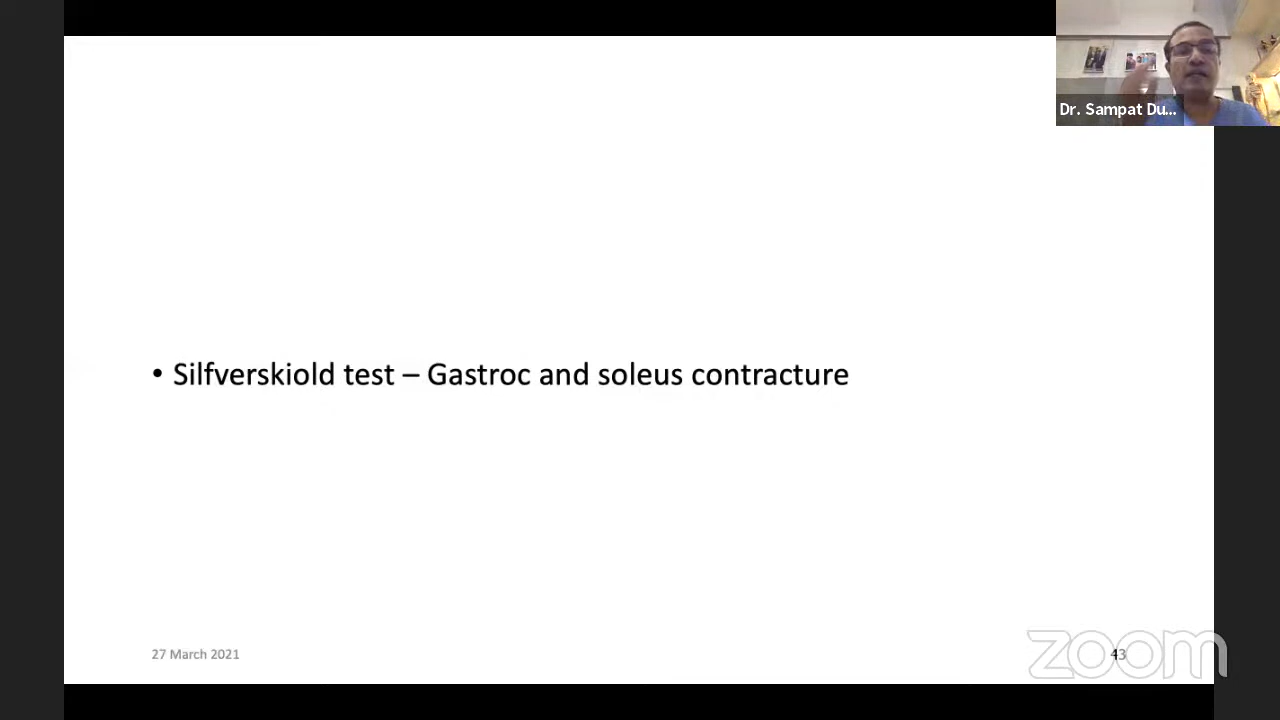 Dr. Sampat Du...
• Silfverskiold test – Gastroc and soleus contracture
27 March 2021
43
zoom